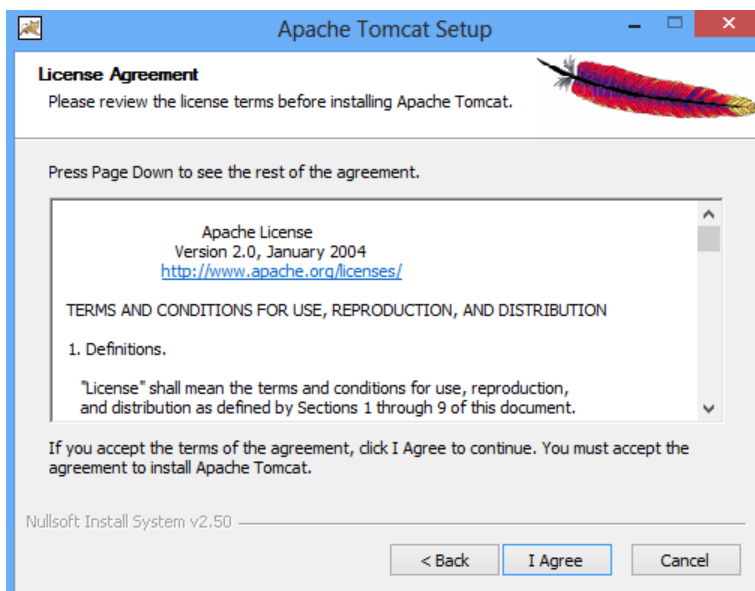 Apache Tomcat Setup
License Agreement
Please review the license terms before installing Apache Tomcat.
Press Page Down to see the rest of the agreement.
Apache License
Version 2.0, January 2004
http://www.apache.org/licenses/
TERMS AND CONDITIONS FOR USE, REPRODUCTION, AND DISTRIBUTION
1. Definitions.
"License" shall mean the terms and conditions for use, reproduction,
and distribution as defined by Sections 1 through 9 of this document.
If you accept the terms of the agreement, click I Agree to continue. You must accept the
agreement to install Apache Tomcat.
Nullsoft Install System v2.50
< Back I Agree Cancel